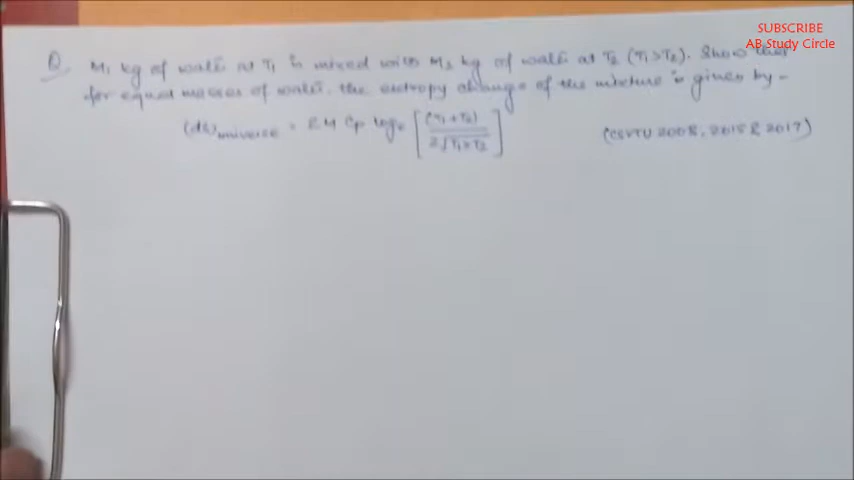 SUBSCRIBE
AB Study Circle
Q. M₁ kg of water at T₁ is mixed with M₂ kg of water at T₂ (T₁>T₂). Show that
for equal masses of water. the entropy change of the mixture is given by-
(ds)universe = 2M Cp logₑ [(T₁+T₂) / 2√T₁×T₂]
(CSVTU 2008, 2015 & 2017)